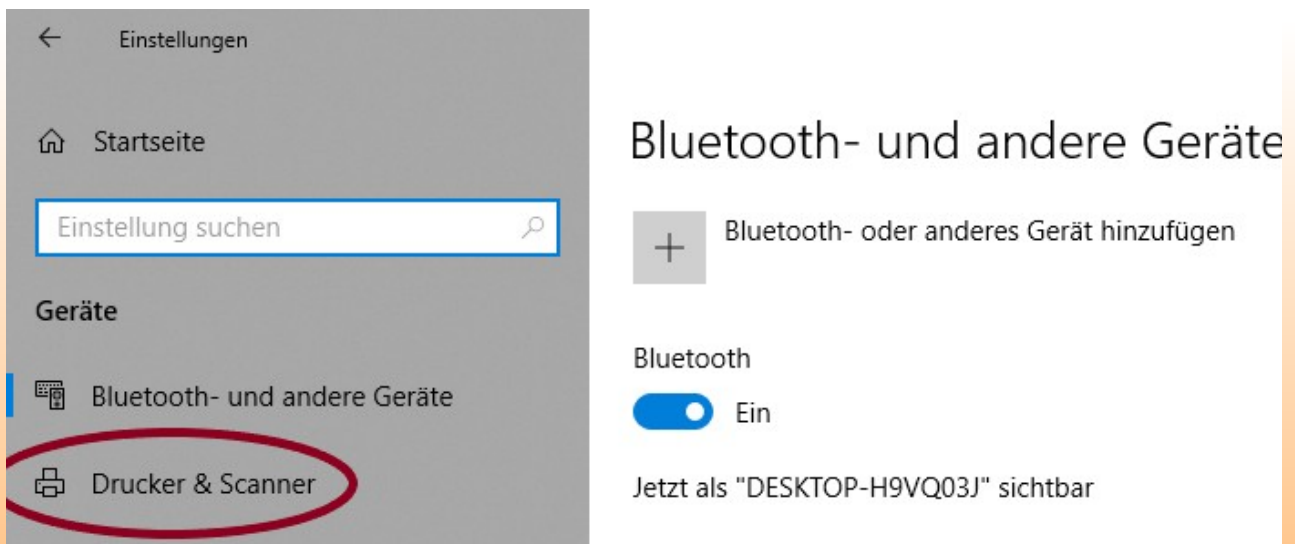 Einstellungen
Startseite
Einstellung suchen
Geräte
Bluetooth- und andere Geräte
Drucker & Scanner
Bluetooth- und andere Geräte
Bluetooth- oder anderes Gerät hinzufügen
Bluetooth
Ein
Jetzt als "DESKTOP-H9VQ03J" sichtbar